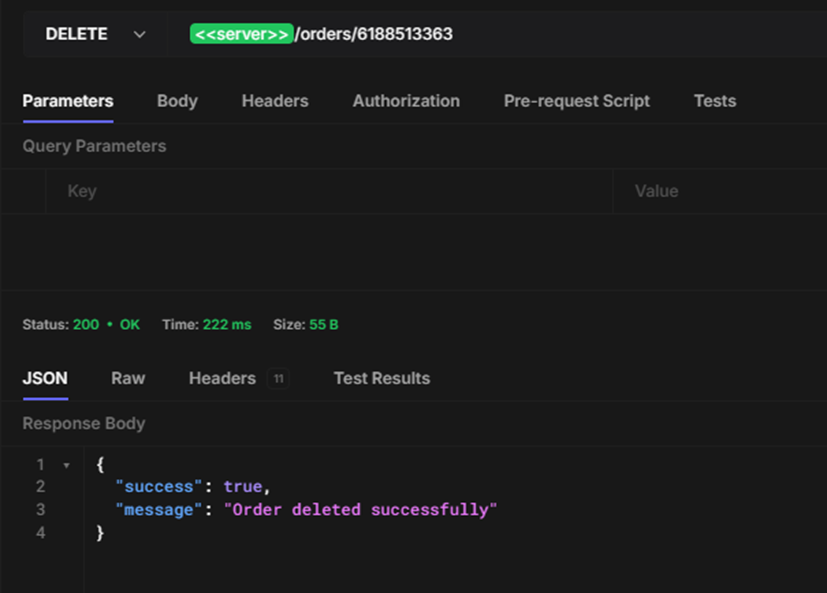 DELETE <<server>>/orders/6188513363
Parameters Body Headers Authorization Pre-request Script Tests
Query Parameters
Key Value
Status: 200 • OK Time: 222 ms Size: 55 B
JSON Raw Headers 11 Test Results
Response Body
1 {
2 "success": true,
3 "message": "Order deleted successfully"
4 }